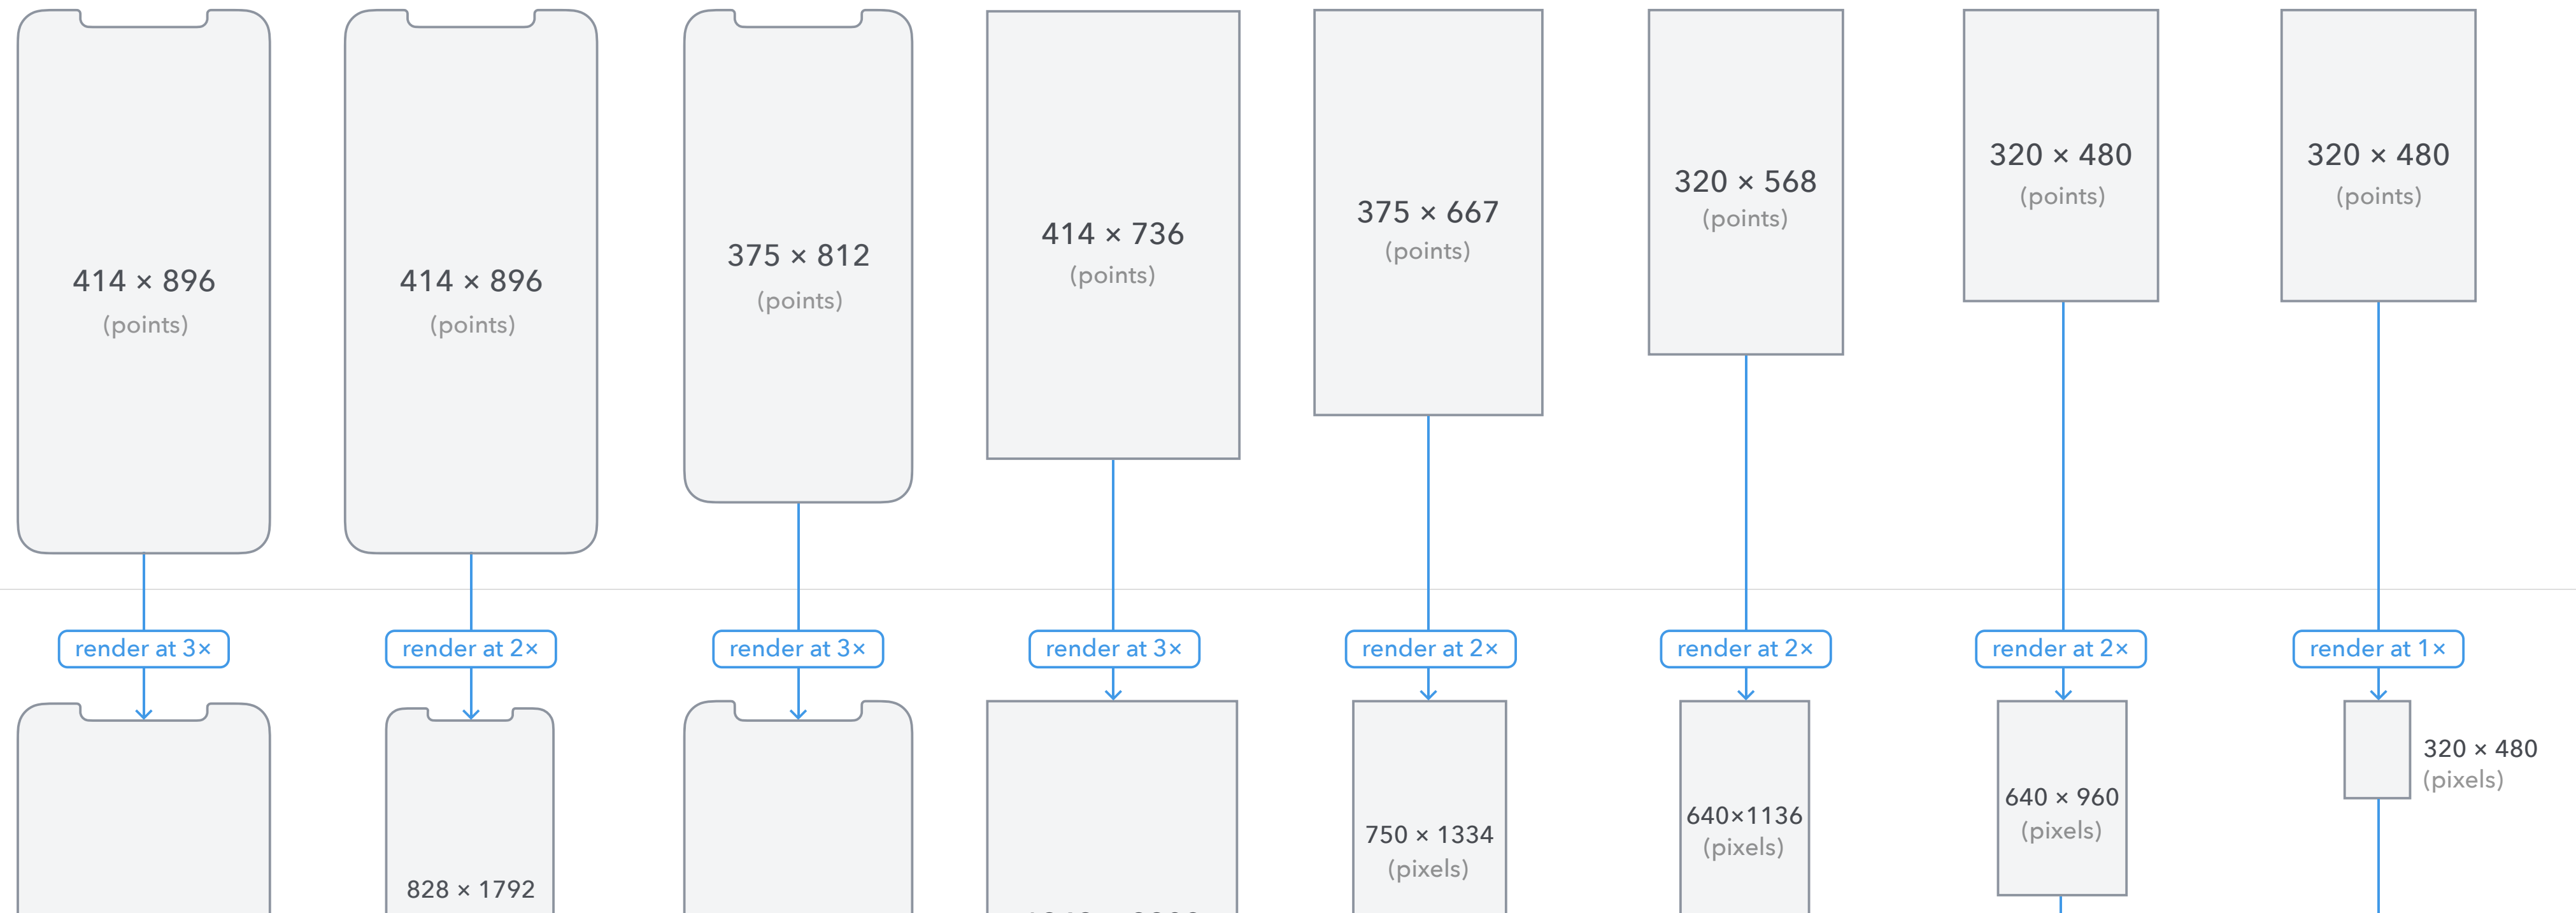 414 × 896
(points)
414 × 896
(points)
375 × 812
(points)
414 × 736
(points)
375 × 667
(points)
320 × 568
(points)
320 × 480
(points)
320 × 480
(points)
render at 3×
render at 2×
render at 3×
render at 3×
render at 2×
render at 2×
render at 2×
render at 1×
828 × 1792
750 × 1334
(pixels)
640×1136
(pixels)
640 × 960
(pixels)
320 × 480
(pixels)